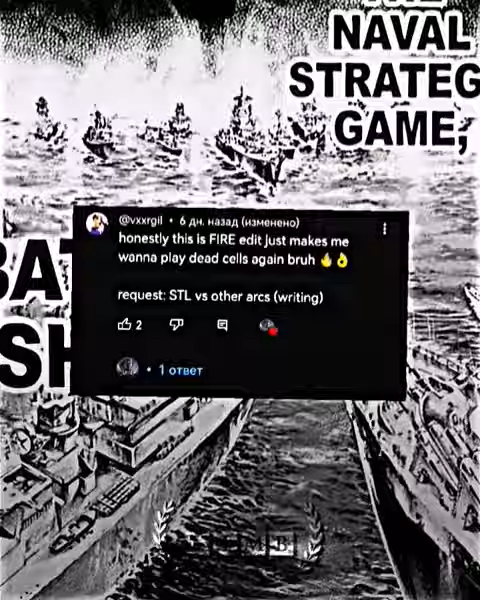 NAVAL
STRATEG
GAME,
BA
SH
@vxxrgil • 6 дн. назад (изменено)
honestly this is FIRE edit just makes me
wanna play dead cells again bruh 🔥👌
request: STL vs other arcs (writing)
2
• 1 ответ